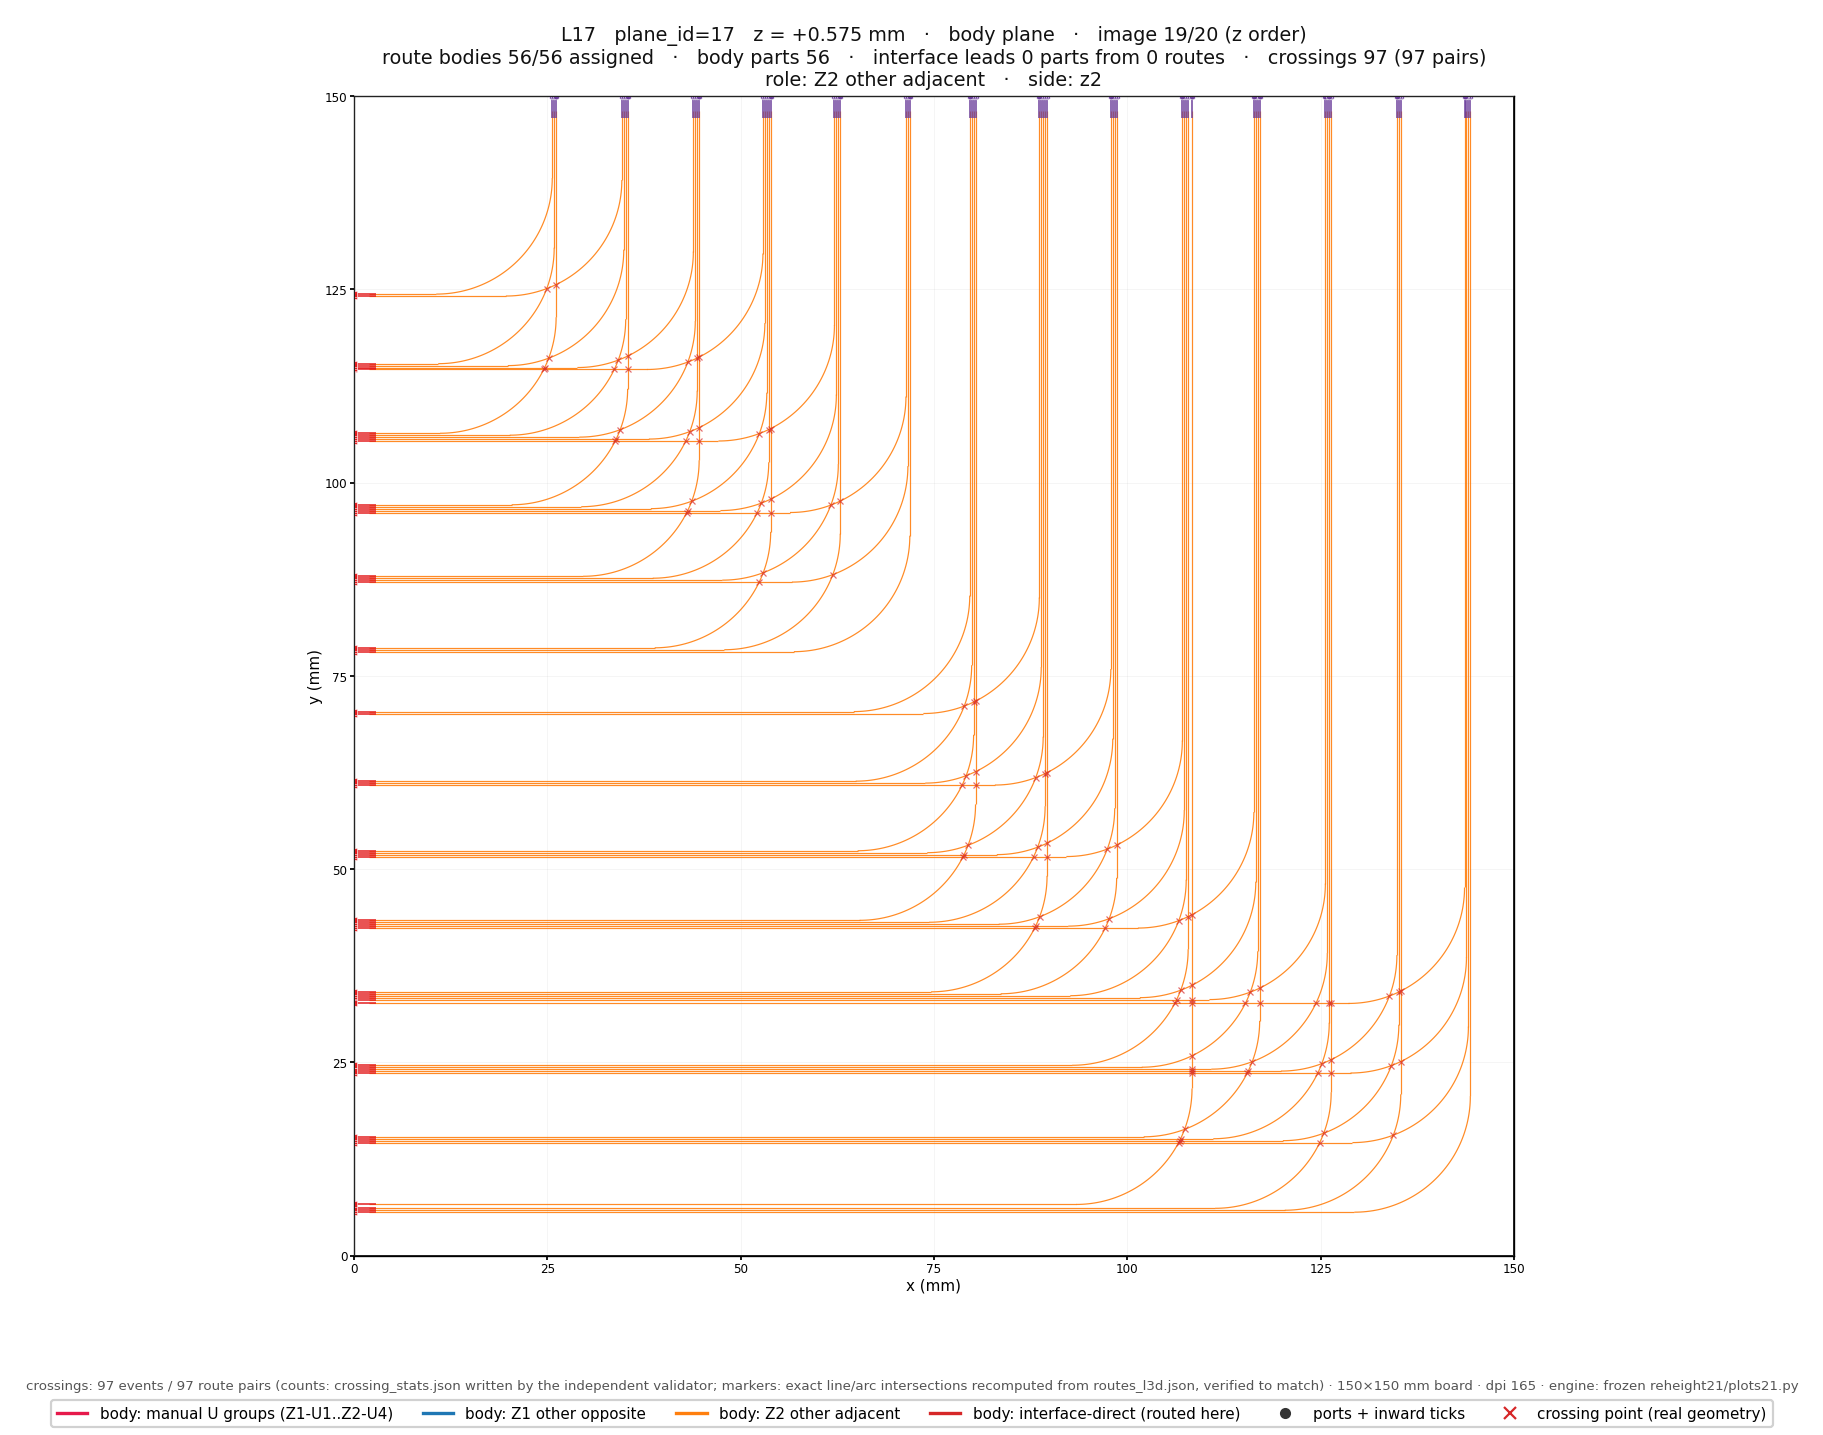 L17   plane_id=17   z = +0.575 mm   ·   body plane   ·   image 19/20 (z order)
route bodies 56/56 assigned   ·   body parts 56   ·   interface leads 0 parts from 0 routes   ·   crossings 97 (97 pairs)
role: Z2 other adjacent   ·   side: z2
150
125
100
75
50
25
0
y (mm)
0 25 50 75 100 125 150
x (mm)
crossings: 97 events / 97 route pairs (counts: crossing_stats.json written by the independent validator; markers: exact line/arc intersections recomputed from routes_l3d.json, verified to match) · 150×150 mm board · dpi 165 · engine: frozen reheight21/plots21.py
body: manual U groups (Z1-U1..Z2-U4)   body: Z1 other opposite   body: Z2 other adjacent   body: interface-direct (routed here)   ports + inward ticks   crossing point (real geometry)